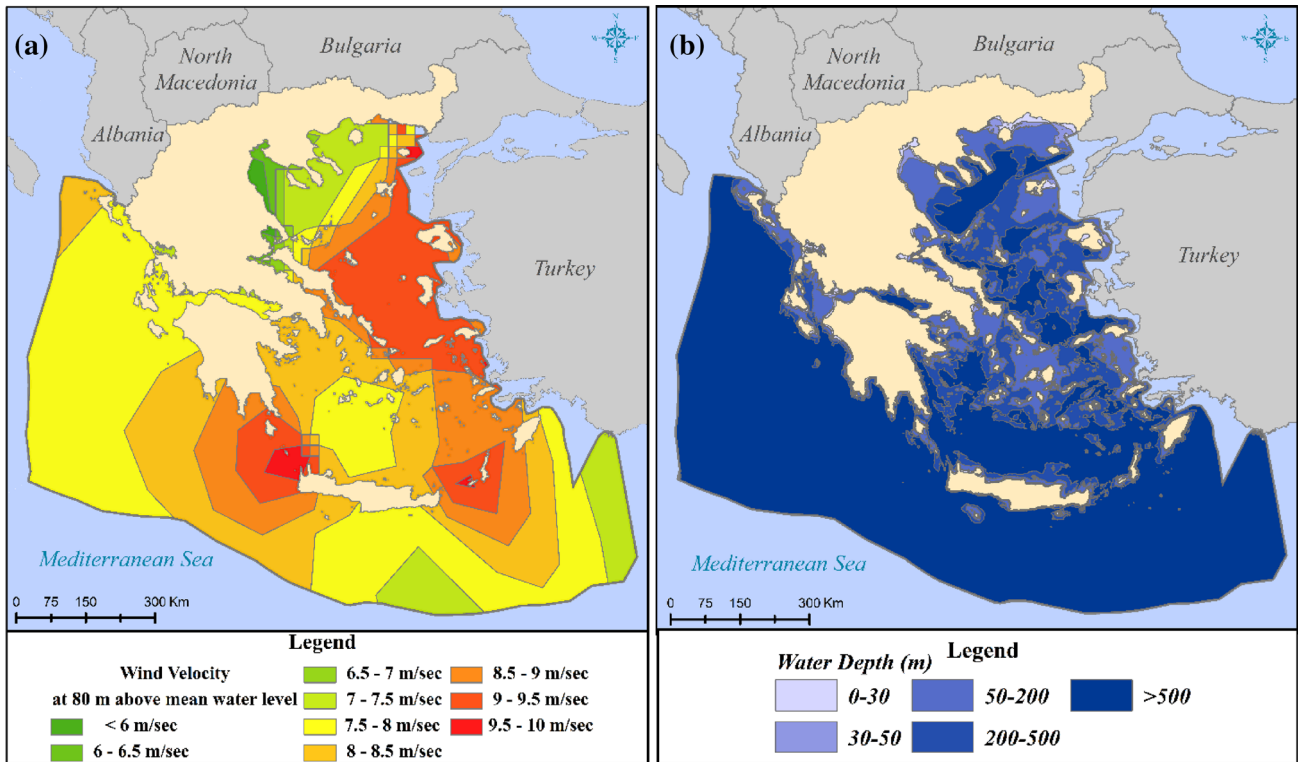 (a)
Bulgaria
North
Macedonia
Albania
Turkey
Mediterranean Sea
0 75 150 300 Km
Legend
Wind Velocity
at 80 m above mean water level
< 6 m/sec
6 - 6.5 m/sec
6.5 - 7 m/sec
7 - 7.5 m/sec
7.5 - 8 m/sec
8 - 8.5 m/sec
8.5 - 9 m/sec
9 - 9.5 m/sec
9.5 - 10 m/sec
(b)
Bulgaria
North
Macedonia
Albania
Turkey
Mediterranean Sea
0 75 150 300 Km
Legend
Water Depth (m)
0-30
30-50
50-200
200-500
>500